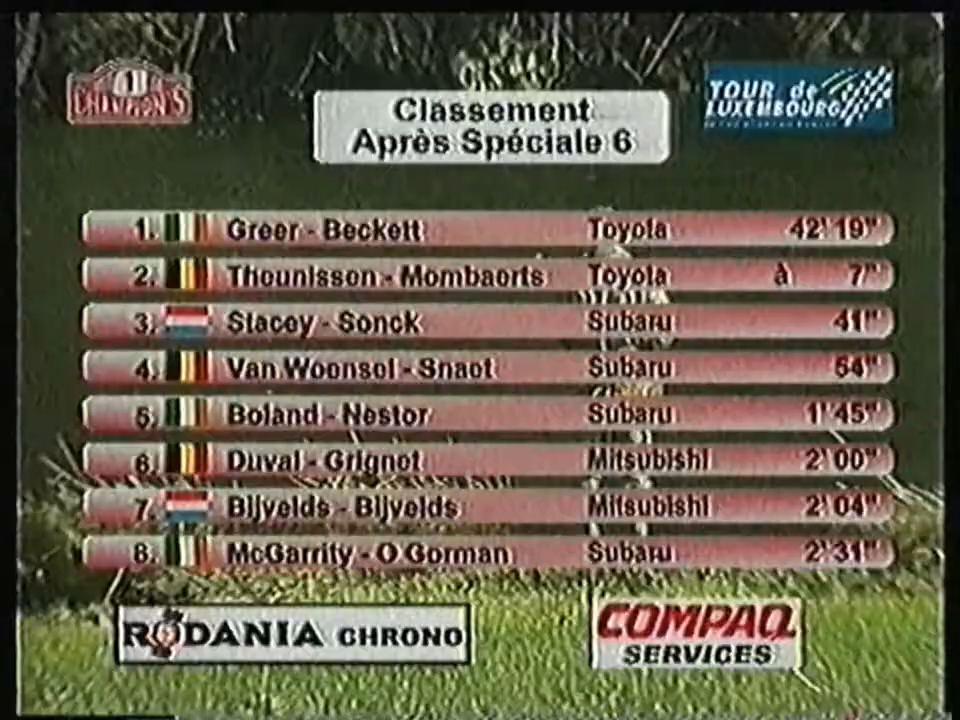 1 CHAMPION'S
Classement
Après Spéciale 6
TOUR de
LUXEMBOURG
1. Greer - Beckett Toyota 42' 19"
2. Theunissen - Mombaerts Toyota à 7"
3. Stacey - Sonck Subaru 41"
4. Van Woensel - Snaet Subaru 54"
5. Boland - Nestor Subaru 1' 45"
6. Duval - Grignet Mitsubishi 2' 00"
7. Bijvelds - Bijvelds Mitsubishi 2' 04"
8. McGarrity - O Gorman Subaru 2' 31"
RODANIA CHRONO
COMPAQ
SERVICES